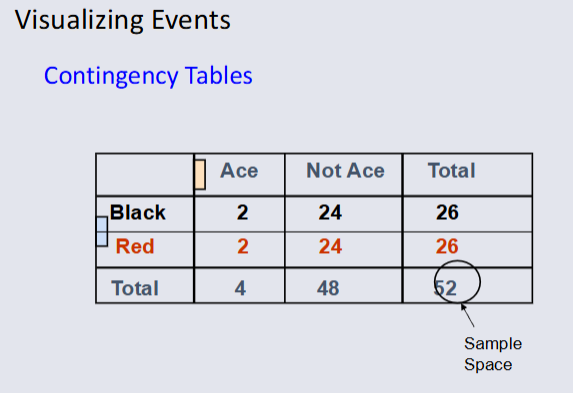 Visualizing Events
Contingency Tables
Ace Not Ace Total
Black 2 24 26
Red 2 24 26
Total 4 48 52
Sample
Space